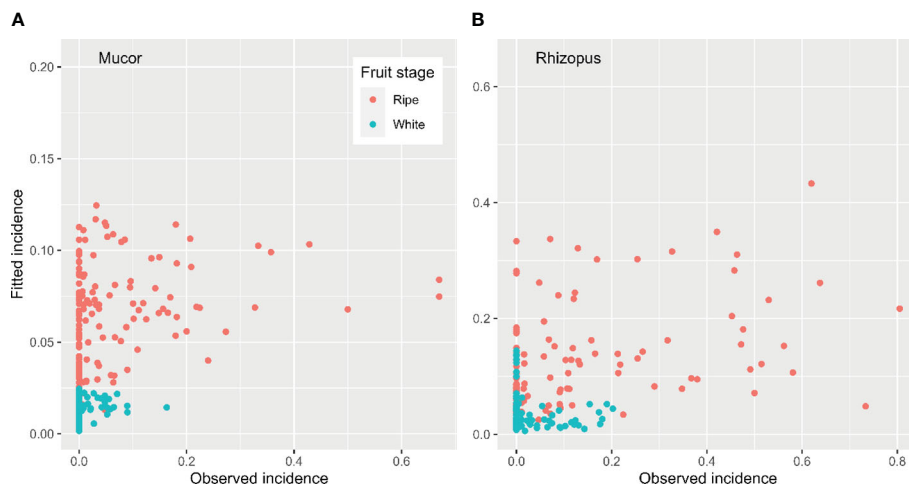 A
B
Mucor
Rhizopus
Fruit stage
Ripe
White
Fitted incidence
0.20
0.15
0.10
0.05
0.00
0.0 0.2 0.4 0.6
Observed incidence
0.6
0.4
0.2
0.0
0.0 0.2 0.4 0.6 0.8
Observed incidence